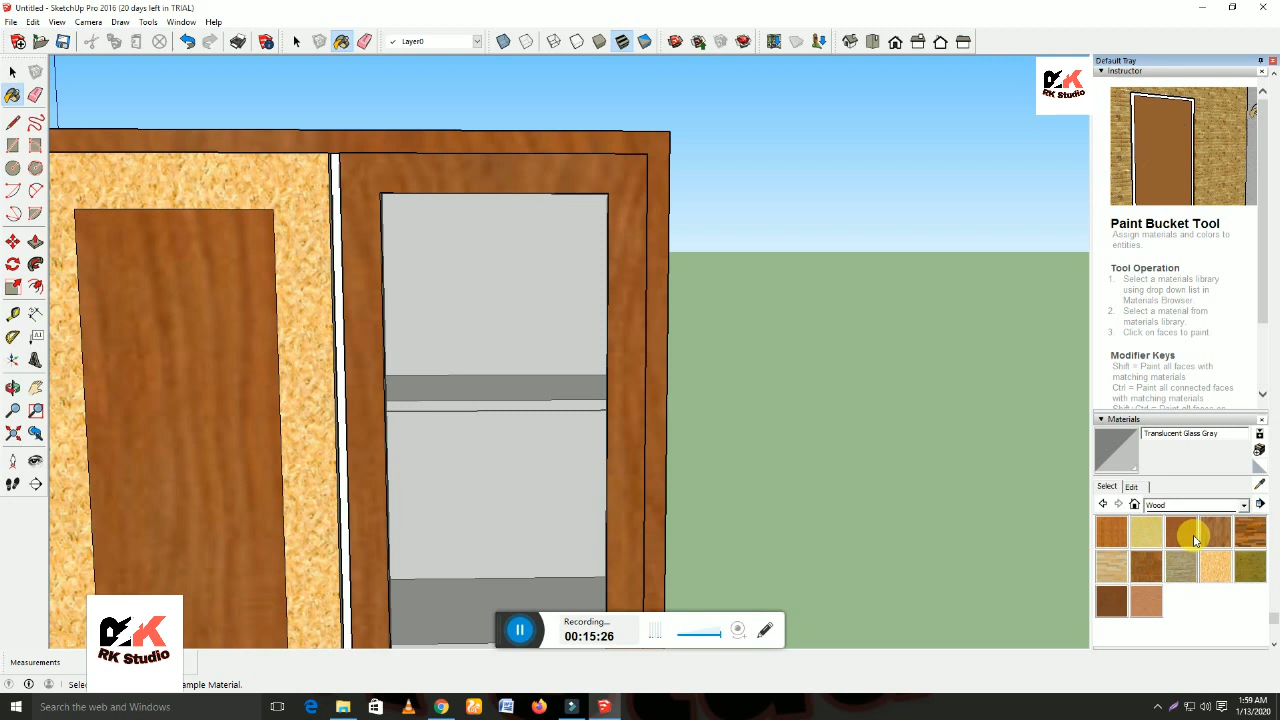 Untitled - SketchUp Pro 2016 (20 days left in TRIAL)
File Edit View Camera Draw Tools Window Help
Layer0
Default Tray
Instructor
RK Studio
Paint Bucket Tool
Assign materials and colors to
entities.
Tool Operation
1. Select a materials library
using drop down list in
Materials Browser.
2. Select a material from
materials library.
3. Click on faces to paint.
Modifier Keys
Shift = Paint all faces with
matching materials
Ctrl = Paint all connected faces
with matching materials
Materials
Translucent Glass Gray
Select Edit
Wood
Recording...
00:15:26
RK Studio
Measurements
ample Material.
Search the web and Windows
1:59 AM
1/13/2020